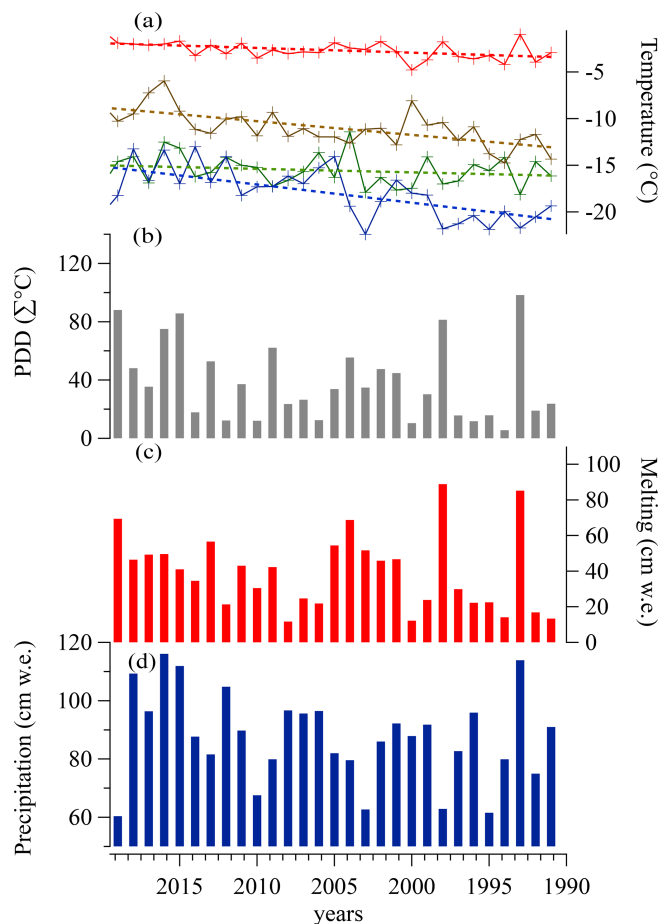 (a)
Temperature (°C)
-5
-10
-15
-20
(b)
PDD (∑°C)
120
80
40
0
(c)
Melting (cm w.e.)
100
80
60
40
20
0
(d)
Precipitation (cm w.e.)
120
100
80
60
2015 2010 2005 2000 1995 1990
years